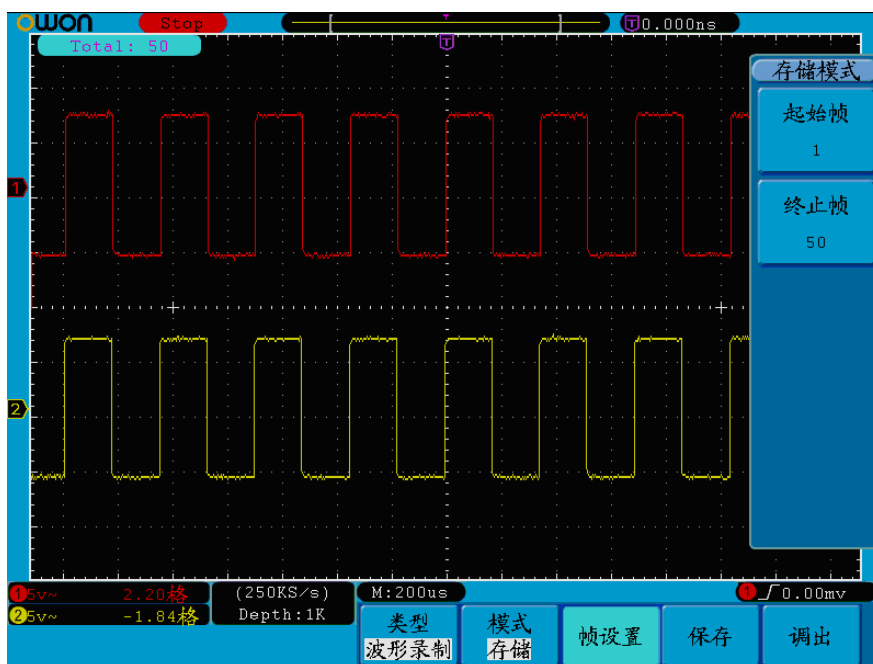 owon Stop T T 0.000ns
Total: 50
T
存储模式
起始帧
1
终止帧
50
1
2
1 5v~ 2.20格
(250KS/s)
M:200us
1 0.00mv
2 5v~ -1.84格
Depth:1K
类型
波形录制
模式
存储
帧设置
保存
调出